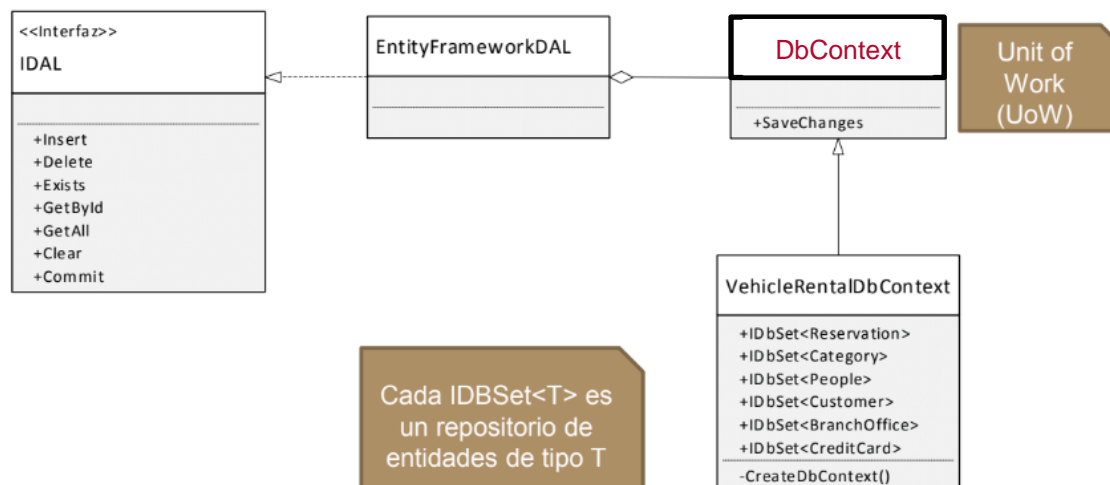 <<Interfaz>>
IDAL
+Insert
+Delete
+Exists
+GetById
+GetAll
+Clear
+Commit
EntityFrameworkDAL
DbContext
+SaveChanges
Unit of
Work
(UoW)
VehicleRentalDbContext
+IDbSet<Reservation>
+IDbSet<Category>
+IDbSet<People>
+IDbSet<Customer>
+IDbSet<BranchOffice>
+IDbSet<CreditCard>
-CreateDbContext()
Cada IDBSet<T> es
un repositorio de
entidades de tipo T